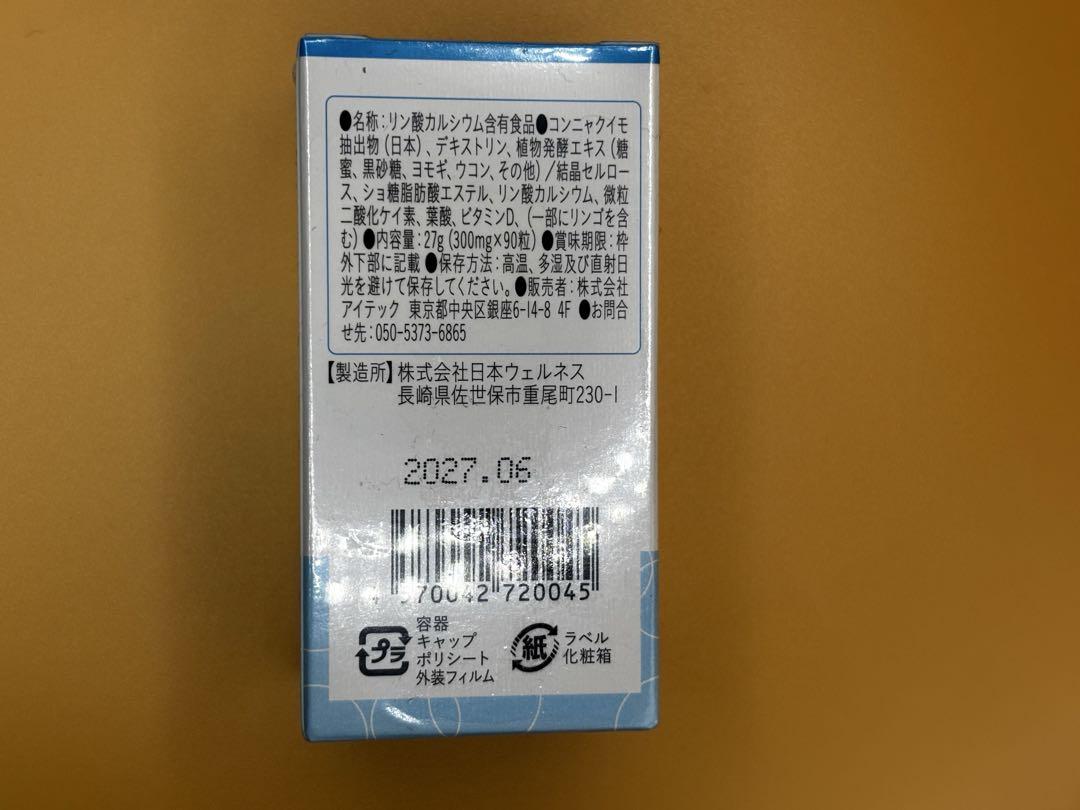 ●名称：リン酸カルシウム含有食品●コンニャクイモ
抽出物（日本）、デキストリン、植物発酵エキス（糖
蜜、黒砂糖、ヨモギ、ウコン、その他）／結晶セルロー
ス、ショ糖脂肪酸エステル、リン酸カルシウム、微粒
二酸化ケイ素、葉酸、ビタミンD、（一部にリンゴを含
む）●内容量：27g（300mg×90粒）●賞味期限：枠
外下部に記載 ●保存方法：高温、多湿及び直射日
光を避けて保存してください。●販売者：株式会社
アイテック 東京都中央区銀座6-14-8 4F ●お問合
せ先：050-5373-6865
【製造所】株式会社日本ウェルネス
長崎県佐世保市重尾町230-1
2027.06
4 570042 720045
プラ
容器
キャップ
ポリシート
外装フィルム
紙
ラベル
化粧箱